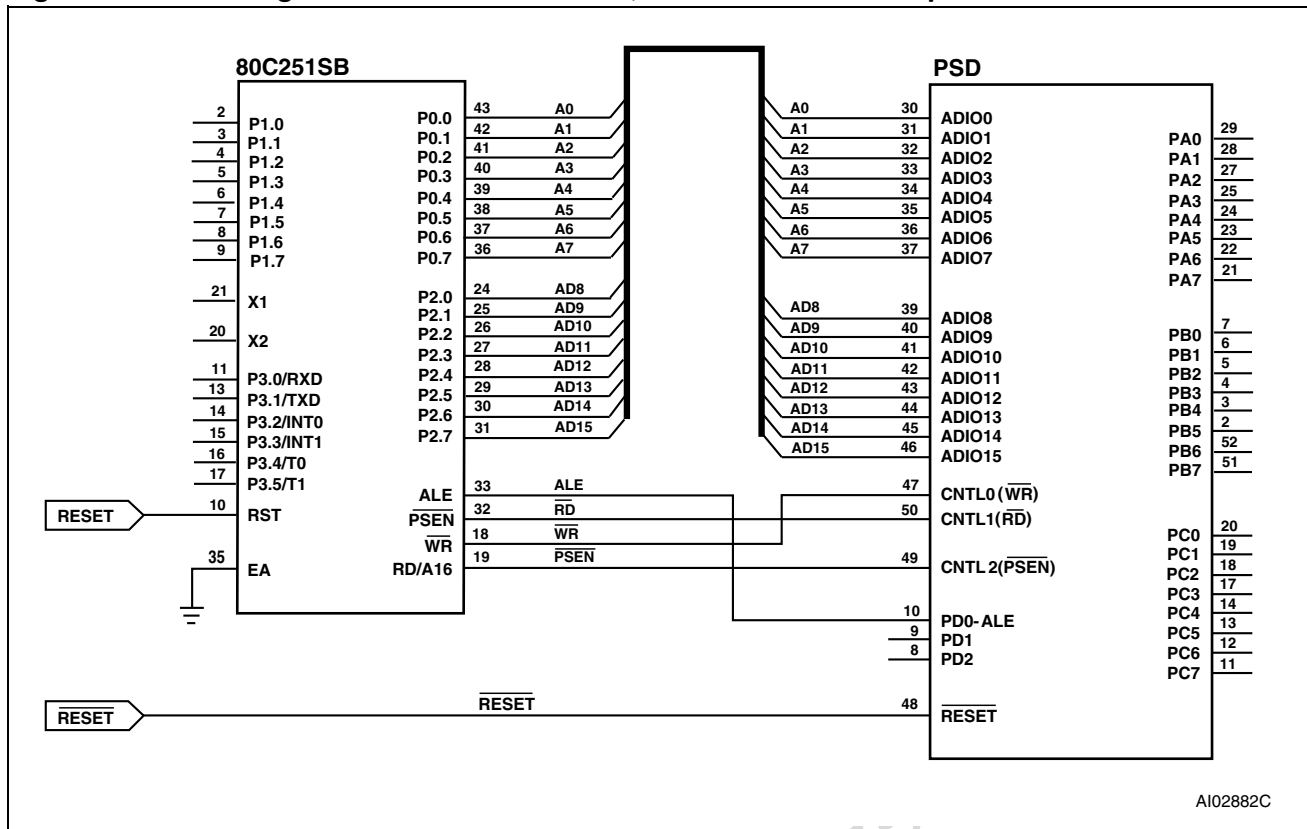 80C251SB
2 P1.0
3 P1.1
4 P1.2
5 P1.3
6 P1.4
7 P1.5
8 P1.6
9 P1.7
21 X1
20 X2
11 P3.0/RXD
13 P3.1/TXD
14 P3.2/INT0
15 P3.3/INT1
16 P3.4/T0
17 P3.5/T1
RESET 10 RST
35 EA
P0.0 43 A0
P0.1 42 A1
P0.2 41 A2
P0.3 40 A3
P0.4 39 A4
P0.5 38 A5
P0.6 37 A6
P0.7 36 A7
P2.0 24 AD8
P2.1 25 AD9
P2.2 26 AD10
P2.3 27 AD11
P2.4 28 AD12
P2.5 29 AD13
P2.6 30 AD14
P2.7 31 AD15
ALE 33 ALE
PSEN 32 RD
WR 18 WR
RD/A16 19 PSEN
PSD
A0 30 ADIO0
A1 31 ADIO1
A2 32 ADIO2
A3 33 ADIO3
A4 34 ADIO4
A5 35 ADIO5
A6 36 ADIO6
A7 37 ADIO7
AD8 39 ADIO8
AD9 40 ADIO9
AD10 41 ADIO10
AD11 42 ADIO11
AD12 43 ADIO12
AD13 44 ADIO13
AD14 45 ADIO14
AD15 46 ADIO15
47 CNTL0(WR)
50 CNTL1(RD)
49 CNTL 2(PSEN)
10 PD0-ALE
9 PD1
8 PD2
RESET RESET 48 RESET
PA0 29
PA1 28
PA2 27
PA3 25
PA4 24
PA5 23
PA6 22
PA7 21
PB0 7
PB1 6
PB2 5
PB3 4
PB4 3
PB5 2
PB6 52
PB7 51
PC0 20
PC1 19
PC2 18
PC3 17
PC4 14
PC5 13
PC6 12
PC7 11
AI02882C